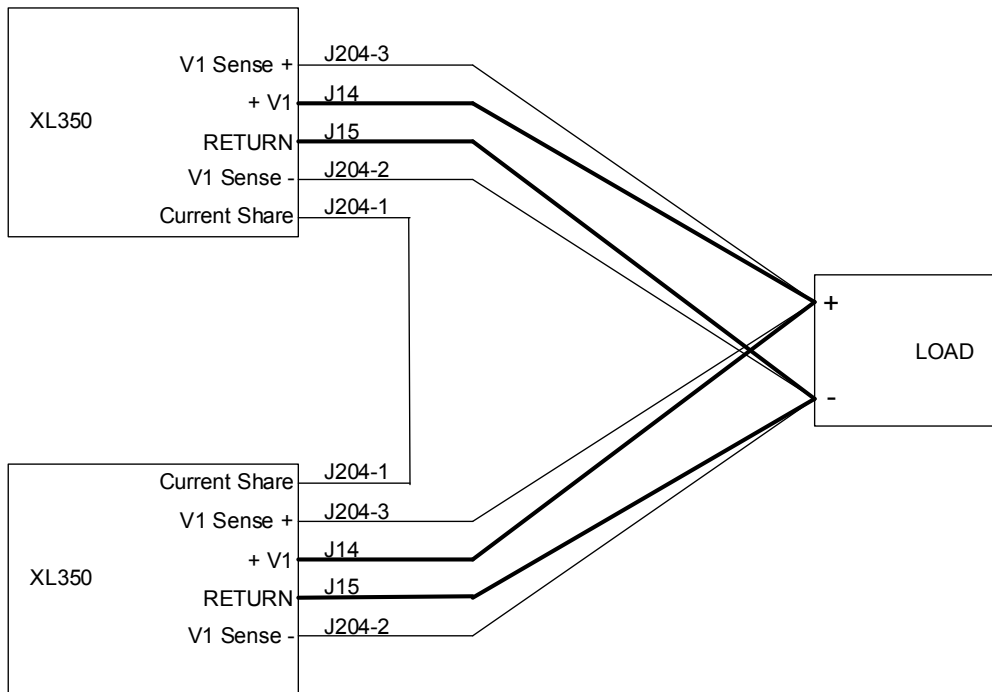 V1 Sense + J204-3
+ V1 J14
XL350
RETURN J15
V1 Sense - J204-2
Current Share J204-1
+
LOAD
-
Current Share J204-1
V1 Sense + J204-3
+ V1 J14
XL350
RETURN J15
V1 Sense - J204-2